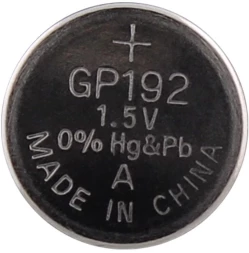 +
GP192
1.5V
0% Hg&Pb
A
MADE IN CHINA